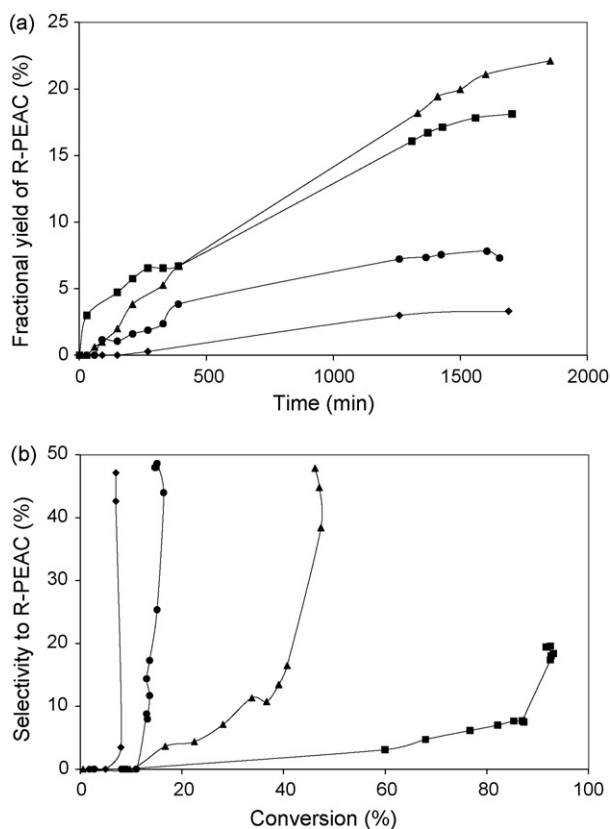 (a)
25
20
15
10
5
0
Fractional yield of R-PEAC (%)
0 500 1000 1500 2000
Time (min)
(b)
50
40
30
20
10
0
Selectivity to R-PEAC (%)
0 20 40 60 80 100
Conversion (%)